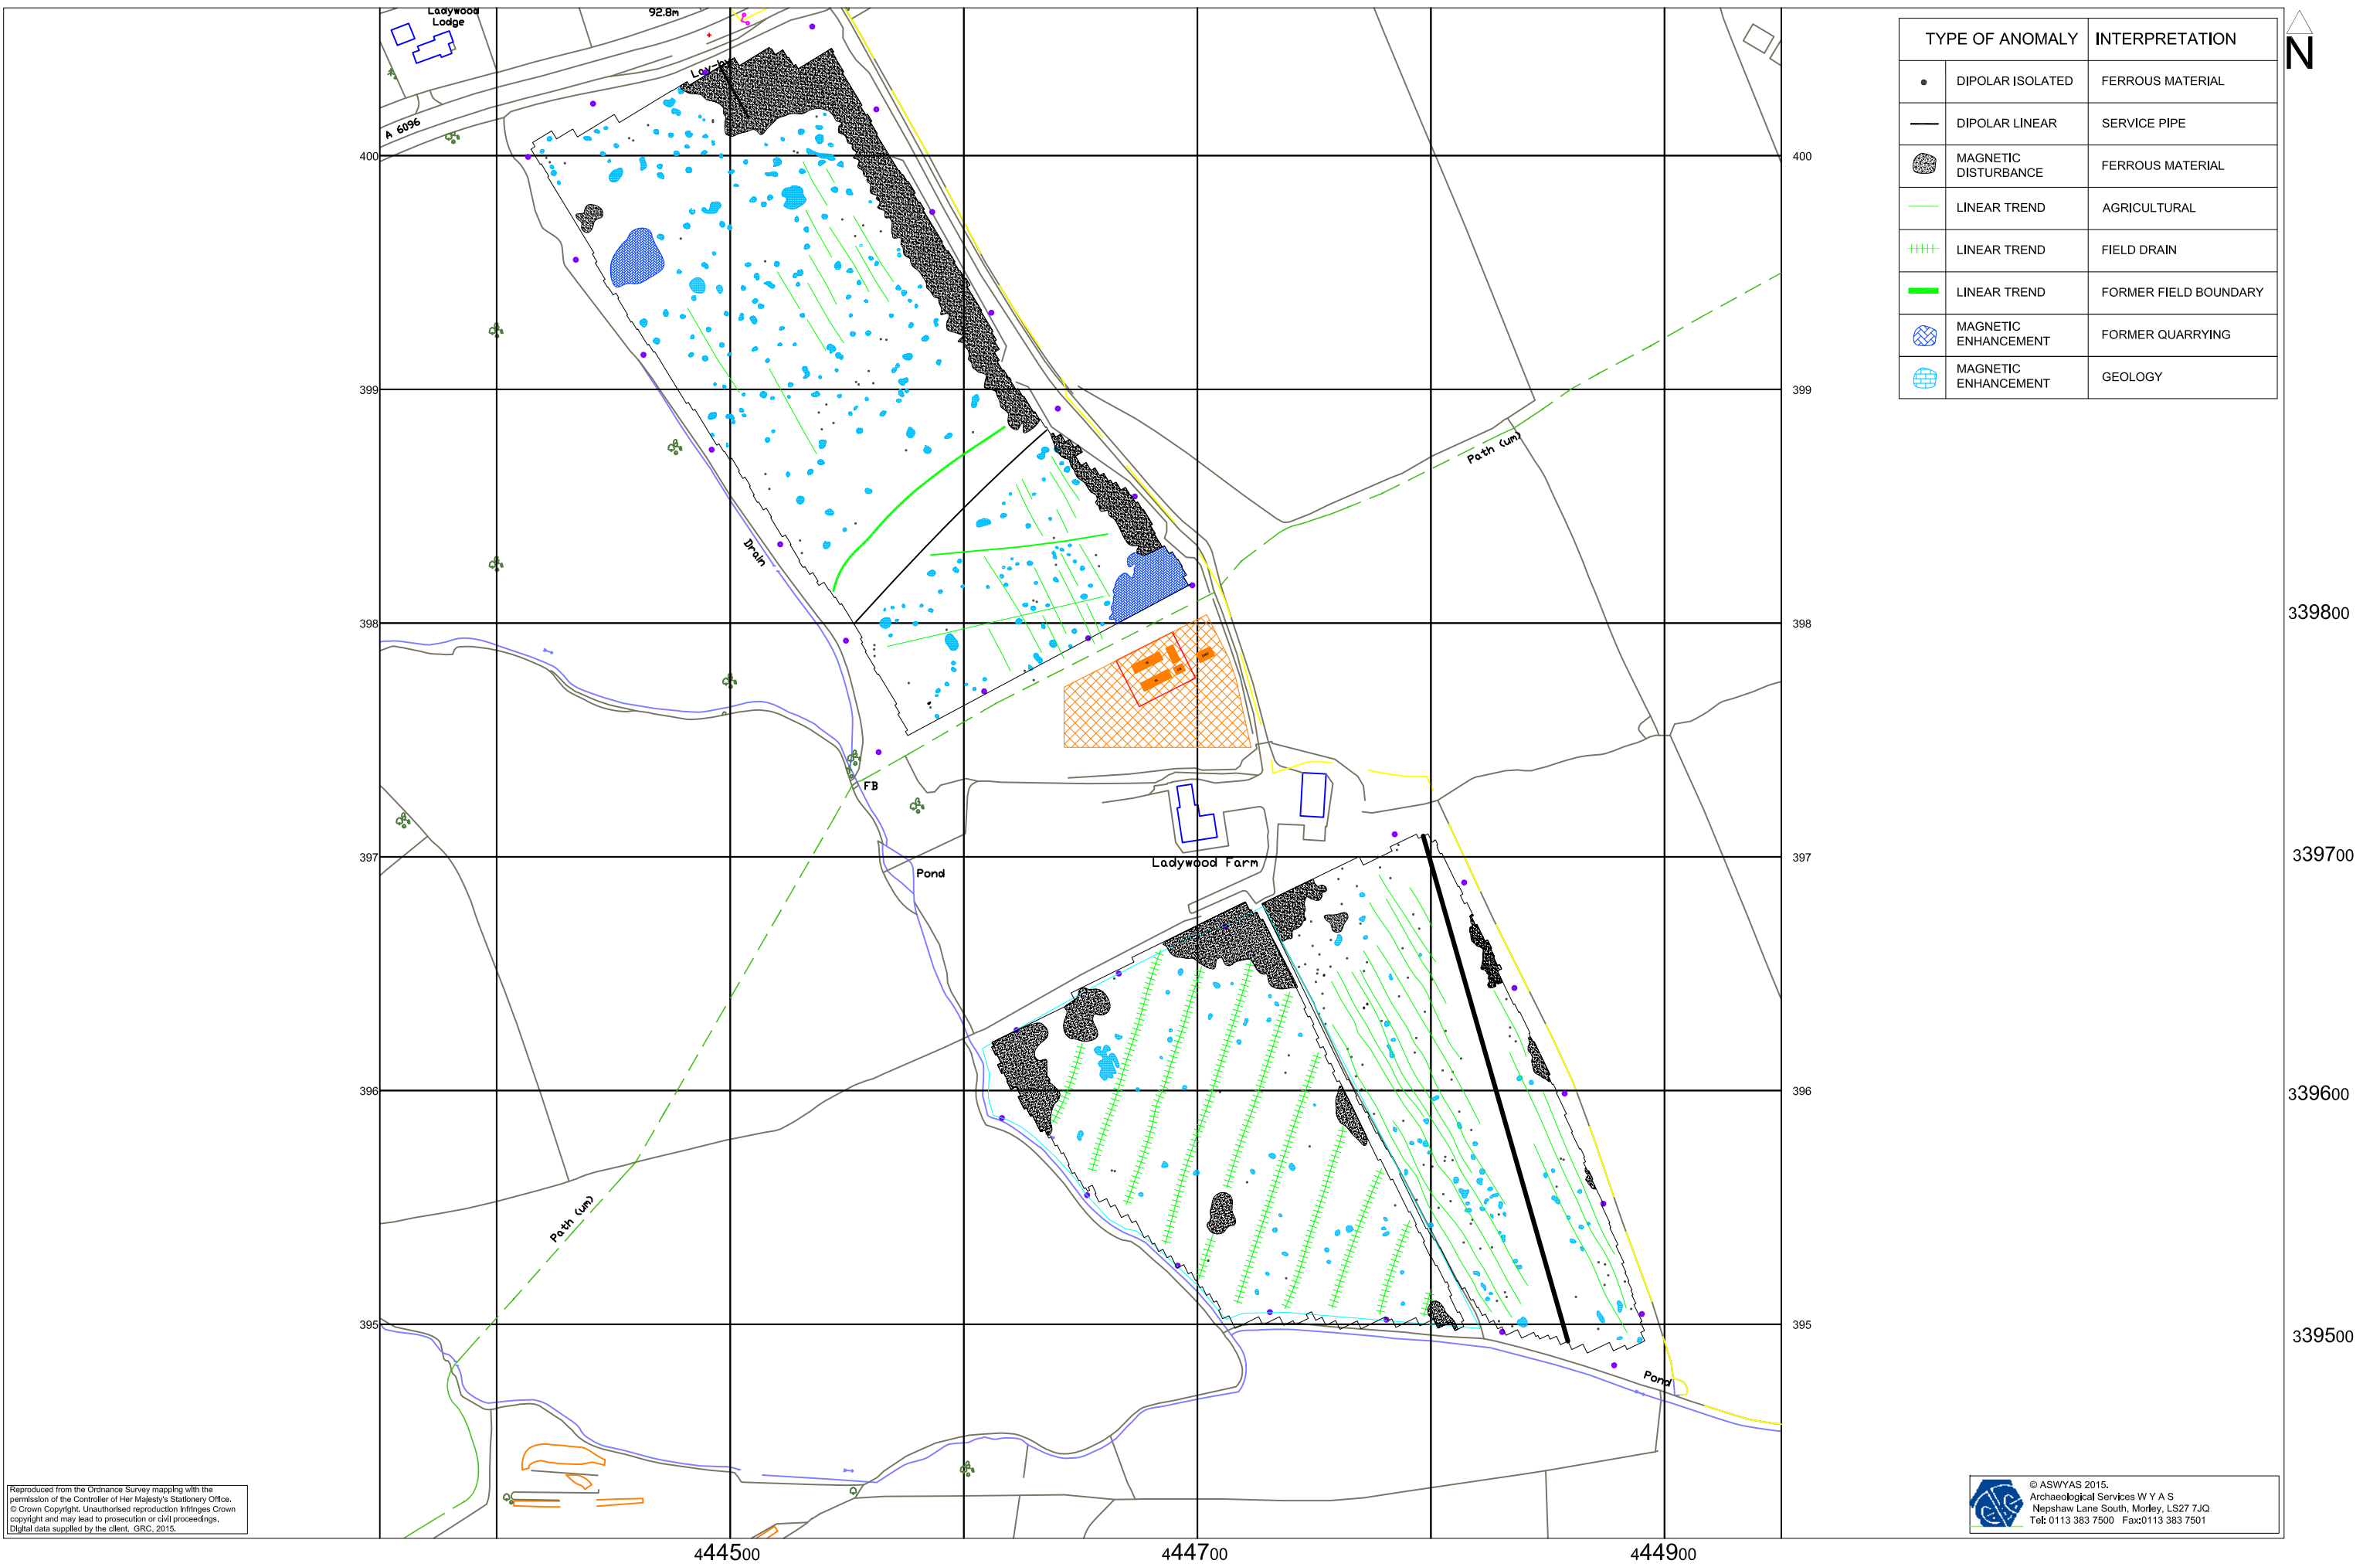 Ladywood
Lodge
92.8m
Lay-by
A 6096
TYPE OF ANOMALY INTERPRETATION
DIPOLAR ISOLATED FERROUS MATERIAL
DIPOLAR LINEAR SERVICE PIPE
MAGNETIC
DISTURBANCE
FERROUS MATERIAL
LINEAR TREND AGRICULTURAL
LINEAR TREND FIELD DRAIN
LINEAR TREND FORMER FIELD BOUNDARY
MAGNETIC
ENHANCEMENT
FORMER QUARRYING
MAGNETIC
ENHANCEMENT
GEOLOGY
N
400
400
399
399
Path (um)
Drain
398
398
339800
FB
397
397
339700
Ladywood Farm
Pond
396
396
339600
Path (um)
395
395
339500
Pond
Reproduced from the Ordnance Survey mapping with the
permission of the Controller of Her Majesty's Stationery Office.
© Crown Copyright. Unauthorised reproduction infringes Crown
copyright and may lead to prosecution or civil proceedings.
Digital data supplied by the client, GRC, 2015.
© ASWYAS 2015.
Archaeological Services W Y A S
Nepshaw Lane South, Morley, LS27 7JQ
Tel: 0113 383 7500 Fax:0113 383 7501
444500
444700
444900